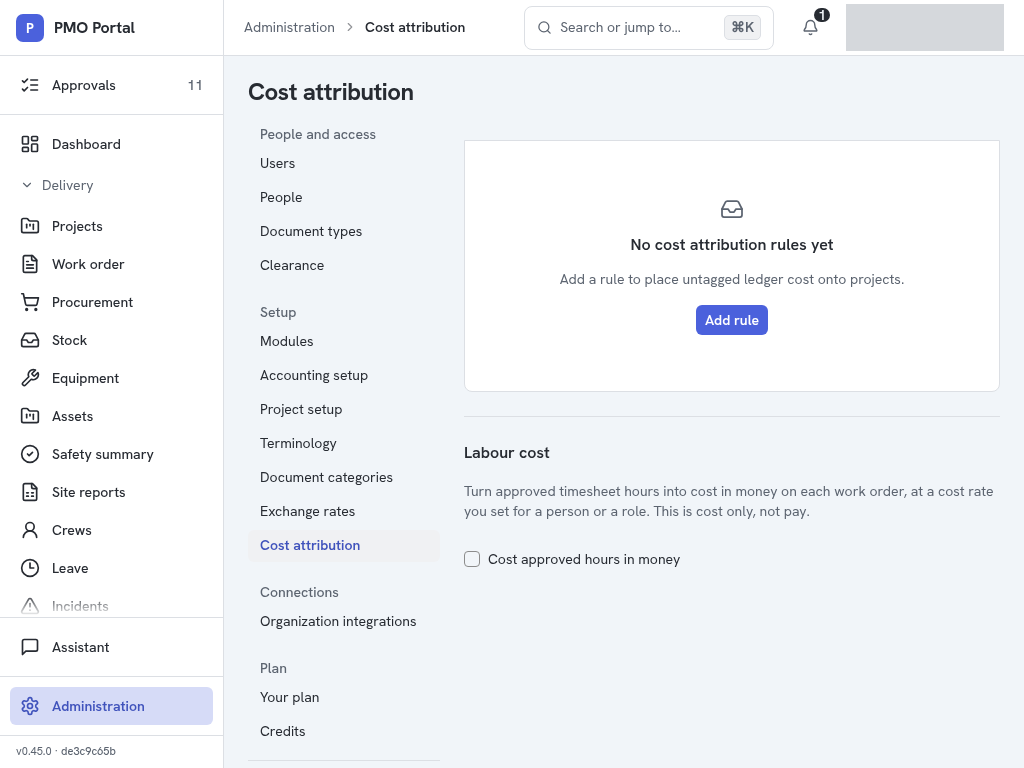 P PMO Portal
Administration > Cost attribution
Search or jump to... ⌘K
1
Approvals 11
Dashboard
Delivery
Projects
Work order
Procurement
Stock
Equipment
Assets
Safety summary
Site reports
Crews
Leave
Incidents
Assistant
Administration
v0.45.0 · de3c9c65b
Cost attribution
People and access
Users
People
Document types
Clearance
Setup
Modules
Accounting setup
Project setup
Terminology
Document categories
Exchange rates
Cost attribution
Connections
Organization integrations
Plan
Your plan
Credits
No cost attribution rules yet
Add a rule to place untagged ledger cost onto projects.
Add rule
Labour cost
Turn approved timesheet hours into cost in money on each work order, at a cost rate
you set for a person or a role. This is cost only, not pay.
Cost approved hours in money